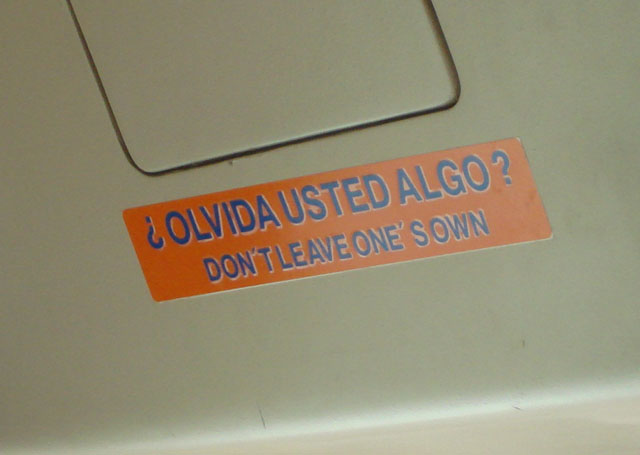 ¿OLVIDA USTED ALGO?
DON'T LEAVE ONE'S OWN